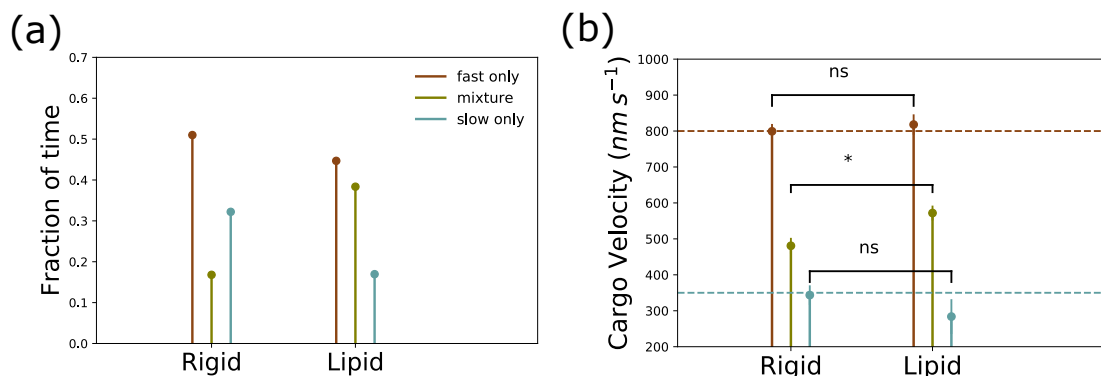 (a)
0.7
0.6
0.5
0.4
0.3
0.2
0.1
0.0
Fraction of time
fast only
mixture
slow only
Rigid Lipid
(b)
1000
900
800
700
600
500
400
300
200
Cargo Velocity (nm s⁻¹)
ns
*
ns
Rigid Lipid